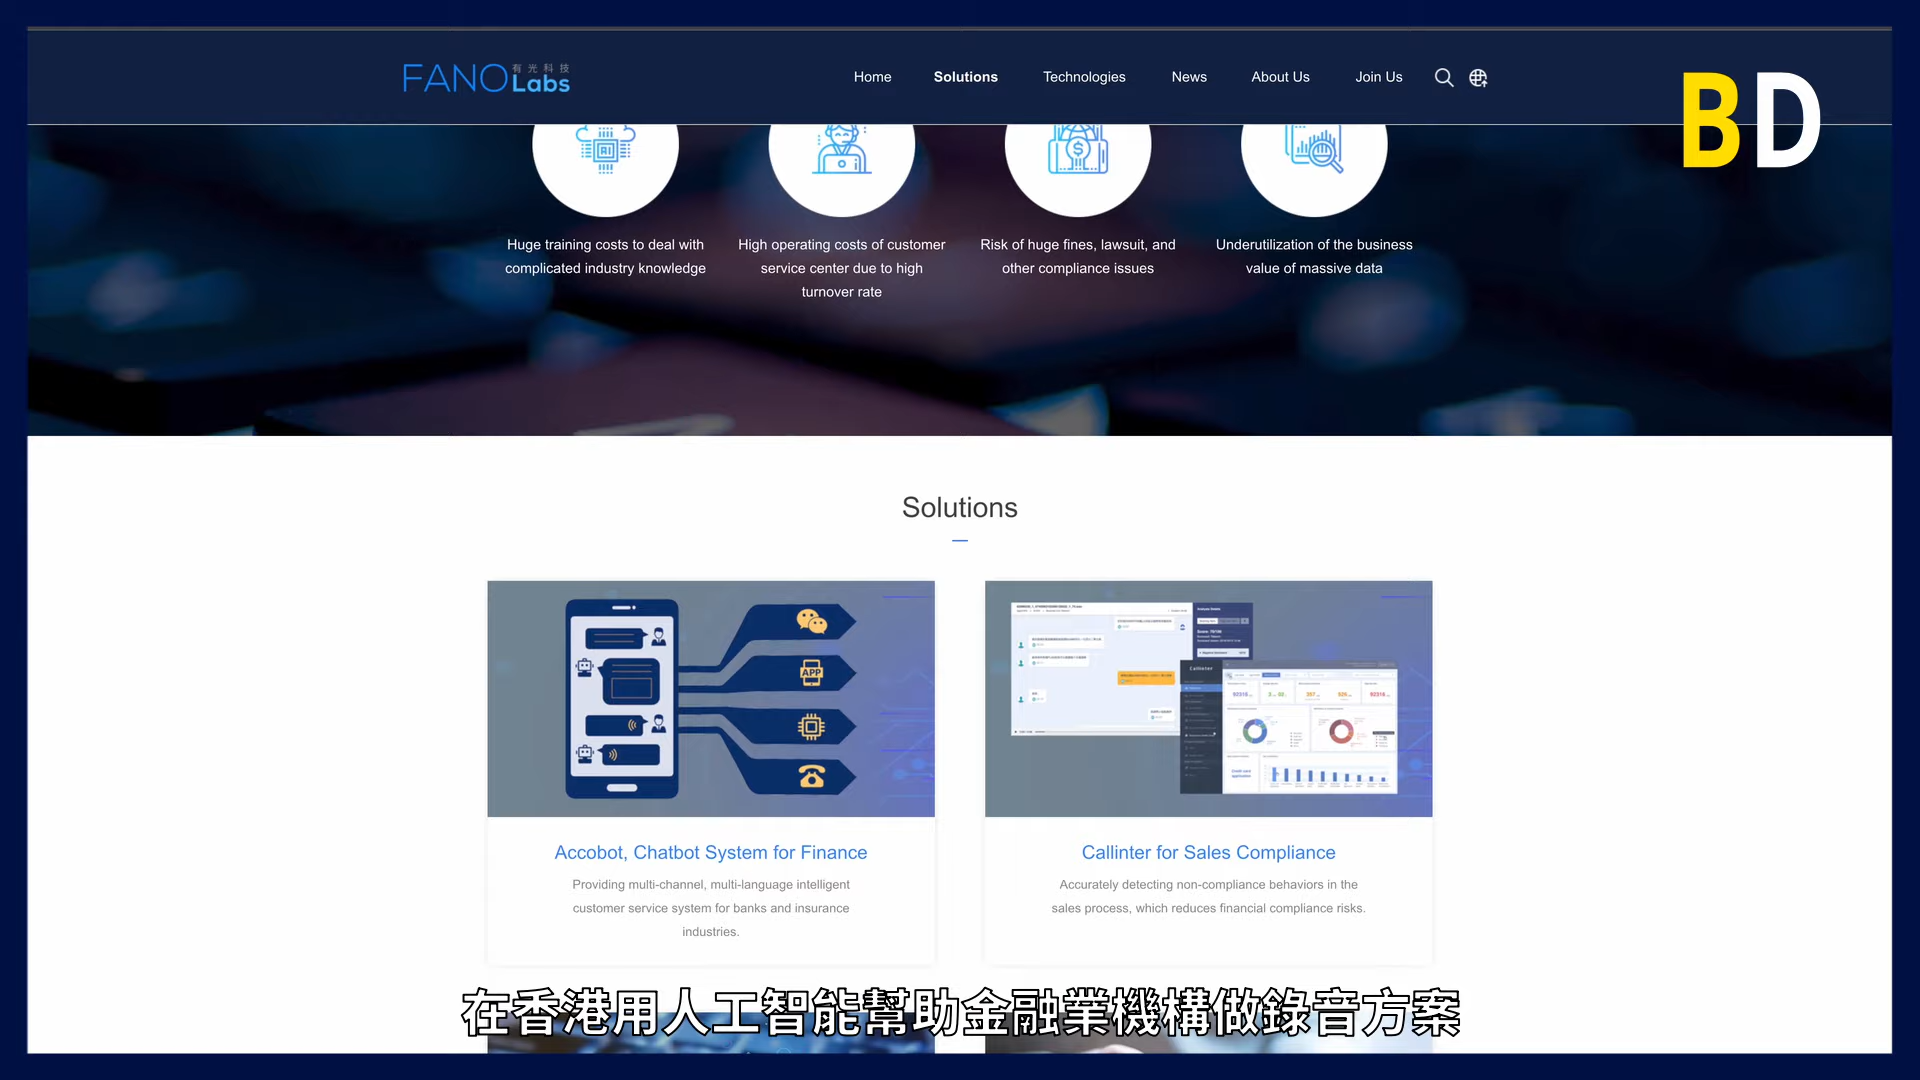 FANO 有光科技 Labs
Home Solutions Technologies News About Us Join Us
BD
AI
Huge training costs to deal with
complicated industry knowledge
High operating costs of customer
service center due to high
turnover rate
Risk of huge fines, lawsuit, and
other compliance issues
Underutilization of the business
value of massive data
Solutions
APP
Callinter
Accobot, Chatbot System for Finance
Providing multi-channel, multi-language intelligent
customer service system for banks and insurance
industries.
Callinter for Sales Compliance
Accurately detecting non-compliance behaviors in the
sales process, which reduces financial compliance risks.
在香港用人工智能幫助金融業機構做錄音方案